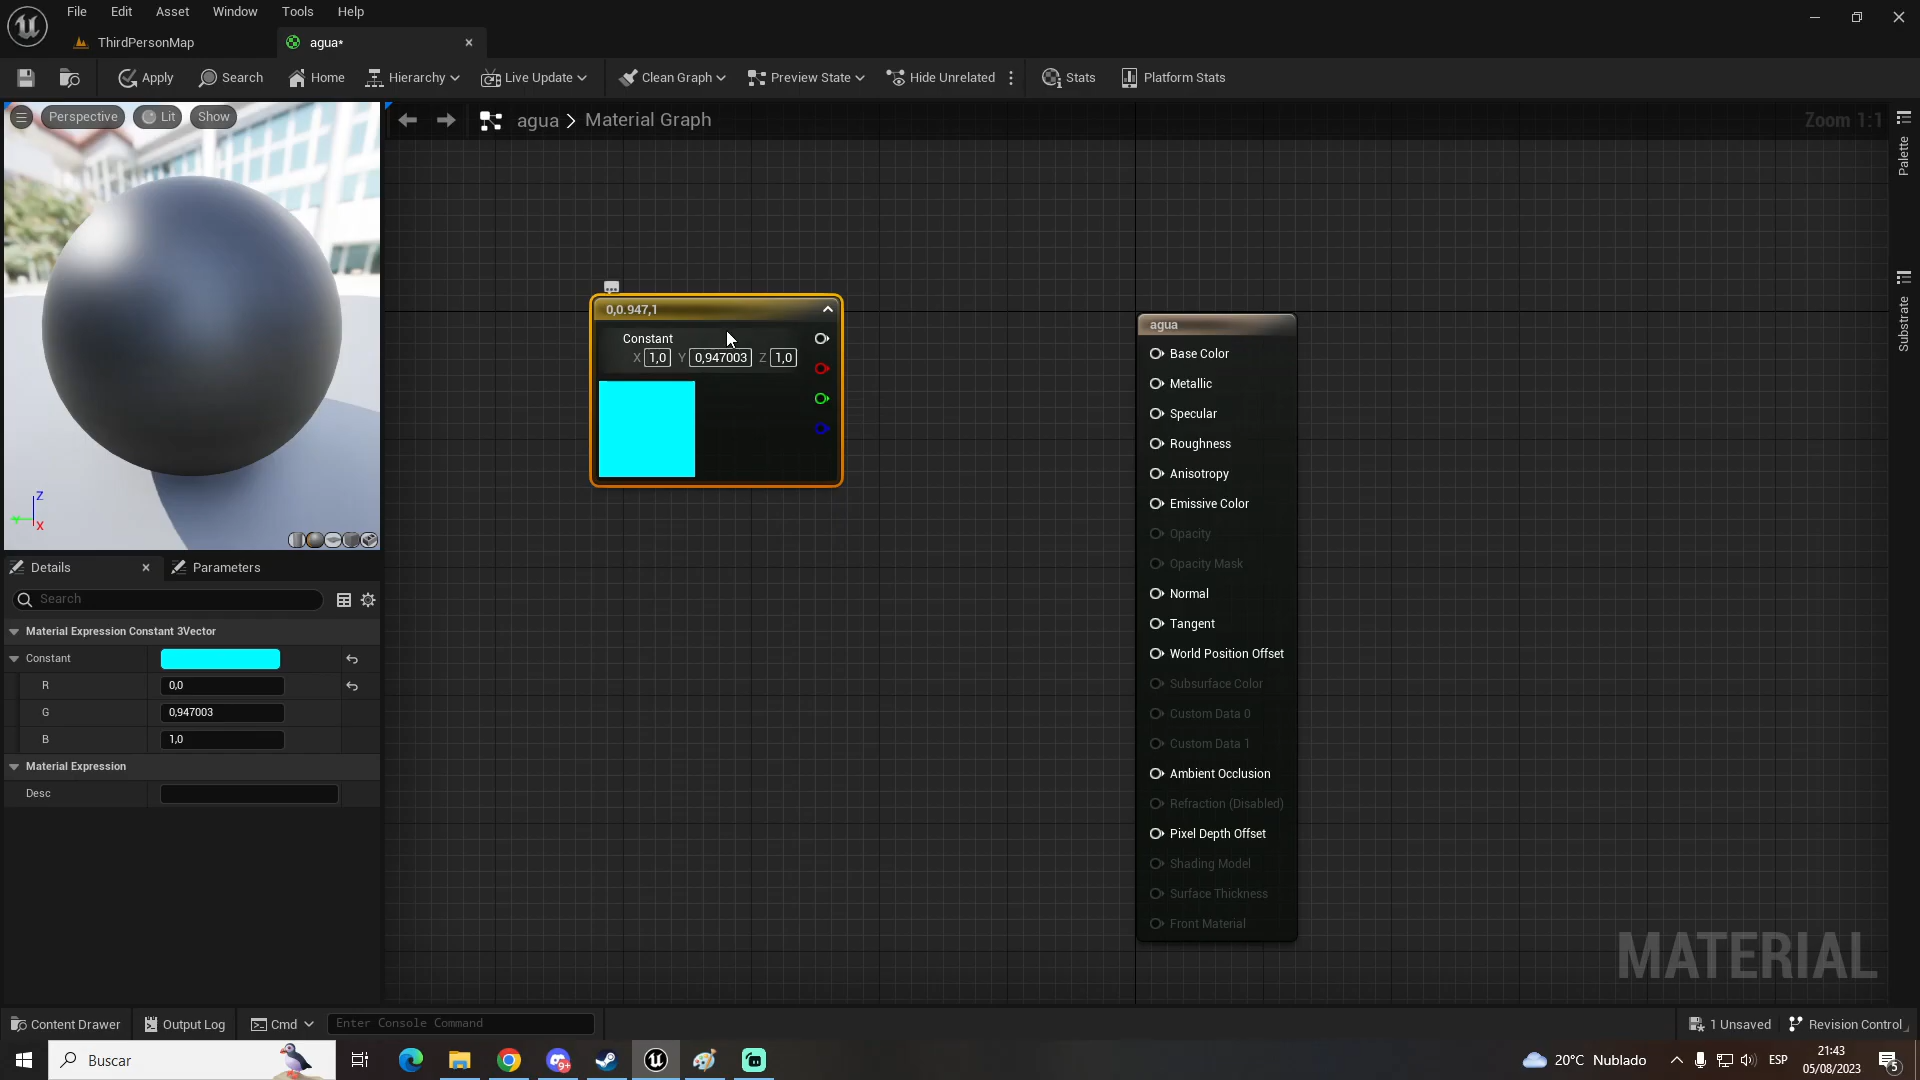 File Edit Asset Window Tools Help
ThirdPersonMap agua*
Apply Search Home Hierarchy Live Update Clean Graph Preview State Hide Unrelated Stats Platform Stats
Perspective Lit Show
agua Material Graph Zoom 1:1
Palette
Substrate
0,0.947,1
Constant
X 1,0 Y 0,947003 Z 1,0
agua
Base Color
Metallic
Specular
Roughness
Anisotropy
Emissive Color
Opacity
Opacity Mask
Normal
Tangent
World Position Offset
Subsurface Color
Custom Data 0
Custom Data 1
Ambient Occlusion
Refraction (Disabled)
Pixel Depth Offset
Shading Model
Surface Thickness
Front Material
MATERIAL
Z
Y
X
Details Parameters
Search
Material Expression Constant 3Vector
Constant
R 0,0
G 0,947003
B 1,0
Material Expression
Desc
Content Drawer Output Log Cmd Enter Console Command 1 Unsaved Revision Control
Buscar 9+ 20°C Nublado ESP 21:43
05/08/2023 5